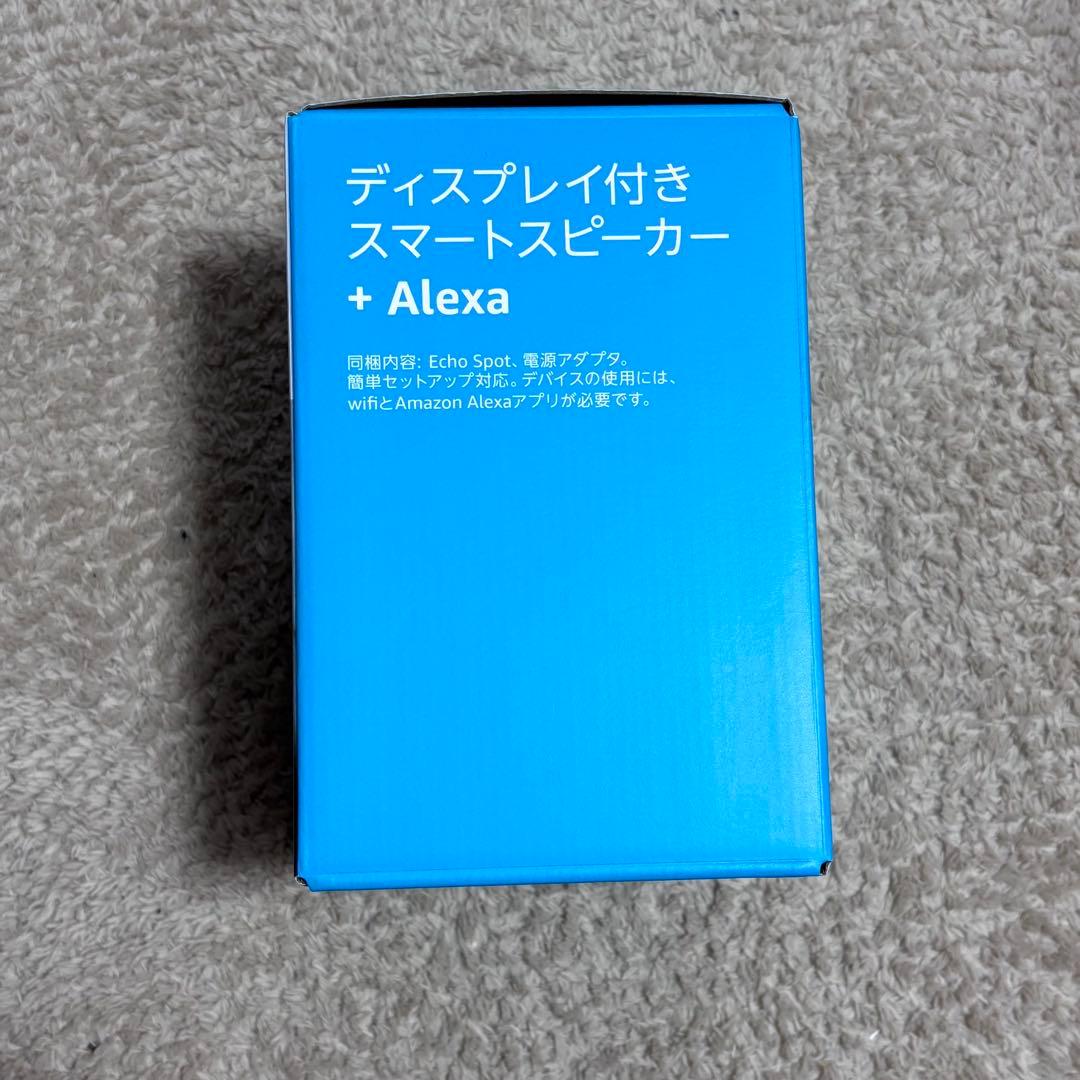 ディスプレイ付き
スマートスピーカー
+ Alexa
同梱内容: Echo Spot、電源アダプタ。
簡単セットアップ対応。デバイスの使用には、
wifiとAmazon Alexaアプリが必要です。